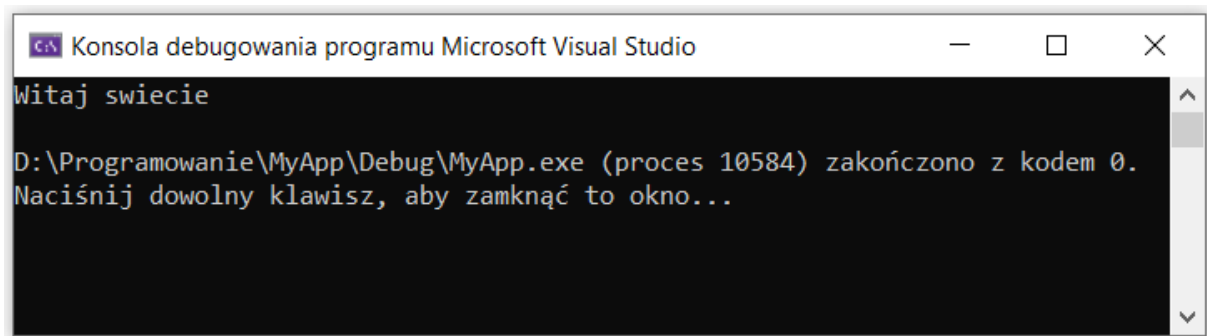 Konsola debugowania programu Microsoft Visual Studio
Witaj swiecie
D:\Programowanie\MyApp\Debug\MyApp.exe (proces 10584) zakończono z kodem 0.
Naciśnij dowolny klawisz, aby zamknąć to okno...